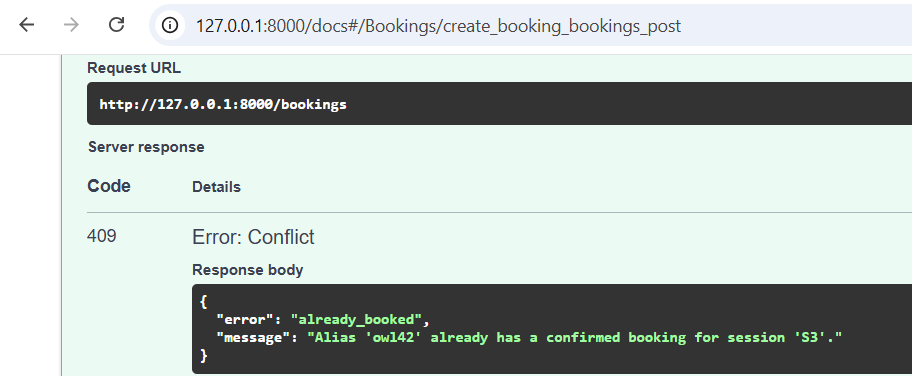 127.0.0.1:8000/docs#/Bookings/create_booking_bookings_post
Request URL
http://127.0.0.1:8000/bookings
Server response
Code Details
409 Error: Conflict
Response body
{
"error": "already_booked",
"message": "Alias 'owl42' already has a confirmed booking for session 'S3'."
}